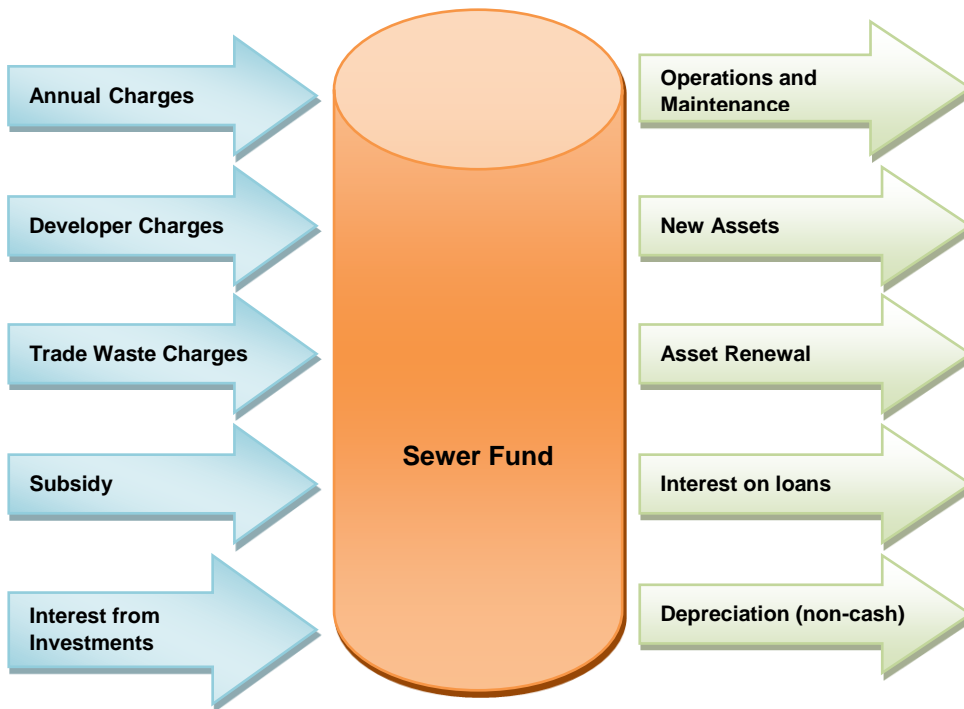 Annual Charges
Developer Charges
Trade Waste Charges
Subsidy
Interest from
Investments
Sewer Fund
Operations and
Maintenance
New Assets
Asset Renewal
Interest on loans
Depreciation (non-cash)